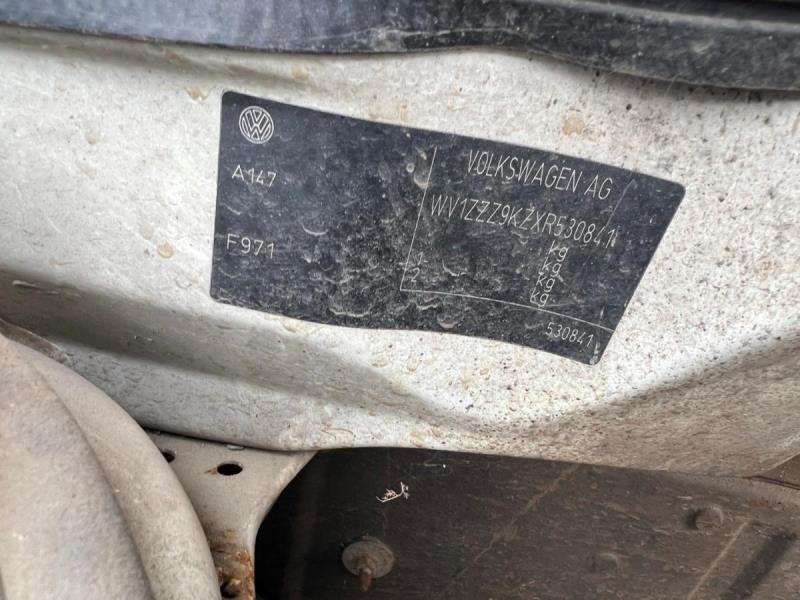 A147
F971
VOLKSWAGEN AG
WV1ZZZ9KZXR530841
kg
1 kg
2 kg
kg
530841